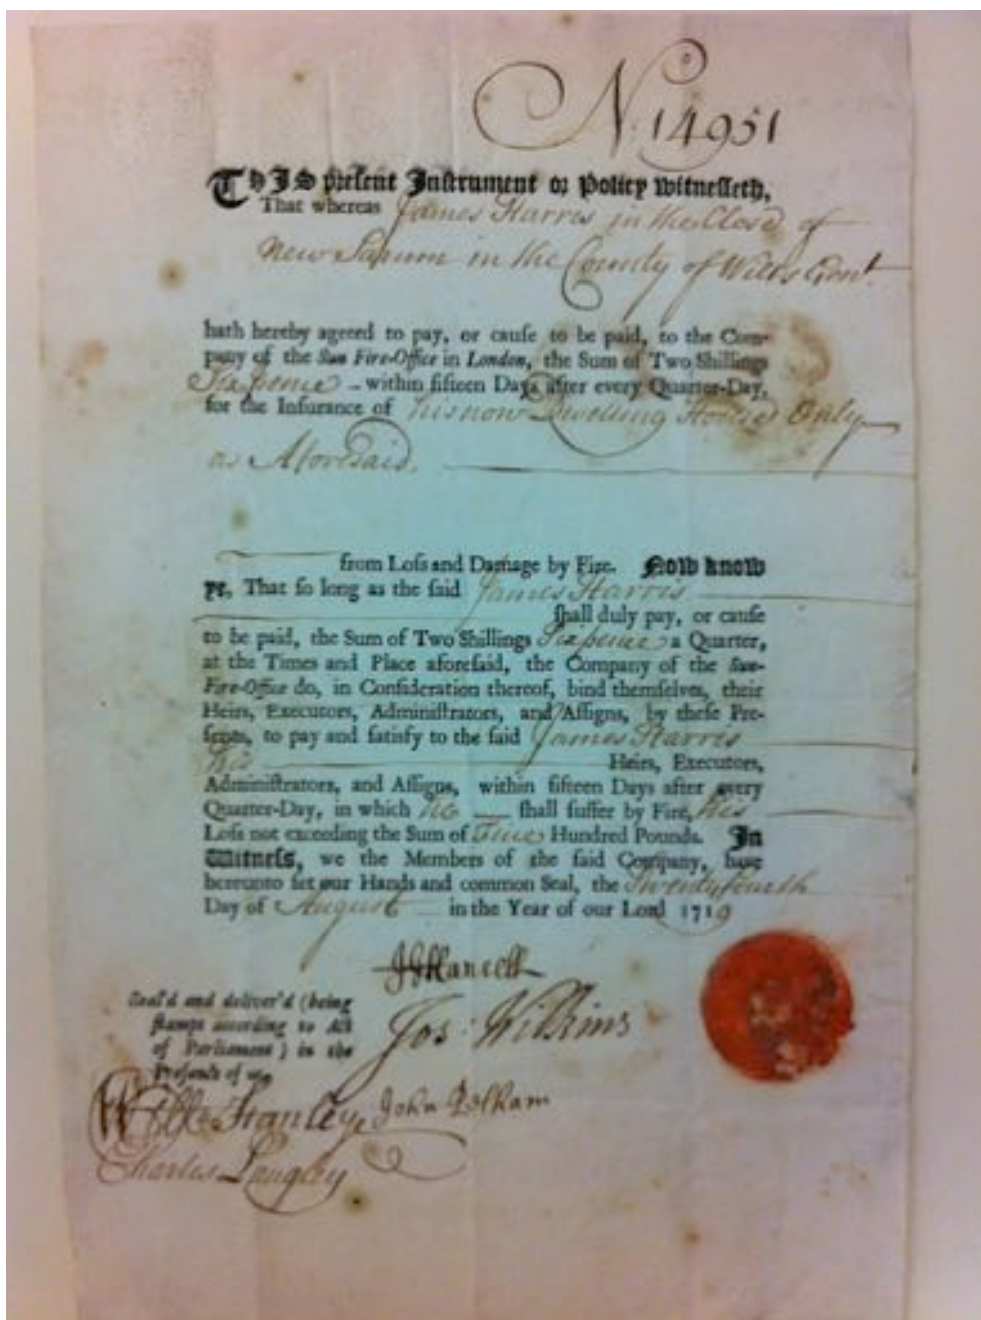 N. 14951
THIS present Instrument or Policy Witnesseth,
That whereas James Harris in the Close of
New Sarum in the County of Wilts Gent.
hath hereby agreed to pay, or cause to be paid, to the Com-
pany of the Sun Fire-Office in London, the Sum of Two Shillings
Sixpence within fifteen Days after every Quarter-Day,
for the Insurance of his now Dwelling House Only
as Aforesaid.
from Loss and Damage by Fire. Now know
ye, That so long as the said James Harris
shall duly pay, or cause
to be paid, the Sum of Two Shillings Sixpence a Quarter,
at the Times and Place aforesaid, the Company of the Sun-
Fire-Office do, in Consideration thereof, bind themselves, their
Heirs, Executors, Administrators, and Assigns, by these Pre-
sents, to pay and satisfy to the said James Harris
his Heirs, Executors,
Administrators, and Assigns, within fifteen Days after every
Quarter-Day, in which he shall suffer by Fire, his
Loss not exceeding the Sum of Five Hundred Pounds. In
Witness, we the Members of the said Company, have
hereunto set our Hands and common Seal, the Twenty fourth
Day of August in the Year of our Lord 1719
Jos: Wilkins
Seal'd and deliver'd (being
stampt according to Act
of Parliament) in the
Presence of us,
Stanley John Pelham
Charles Langley